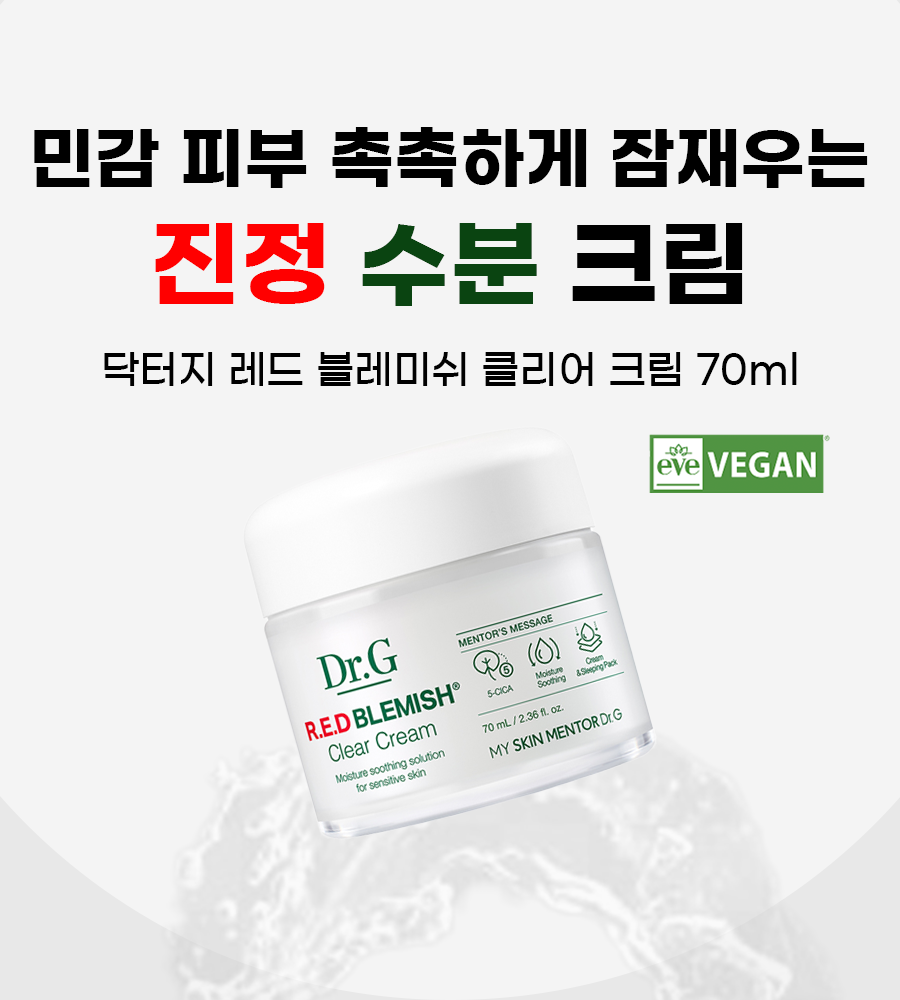 민감 피부 촉촉하게 잠재우는
진정 수분 크림
닥터지 레드 블레미쉬 클리어 크림 70ml
eve VEGAN®
Dr.G
R.E.D BLEMISH®
Clear Cream
Moisture soothing solution
for sensitive skin
MENTOR'S MESSAGE
5
5-CICA
Moisture
Soothing
Cream
&Sleeping Pack
70 mL / 2.36 fl. oz.
MY SKIN MENTOR Dr.G